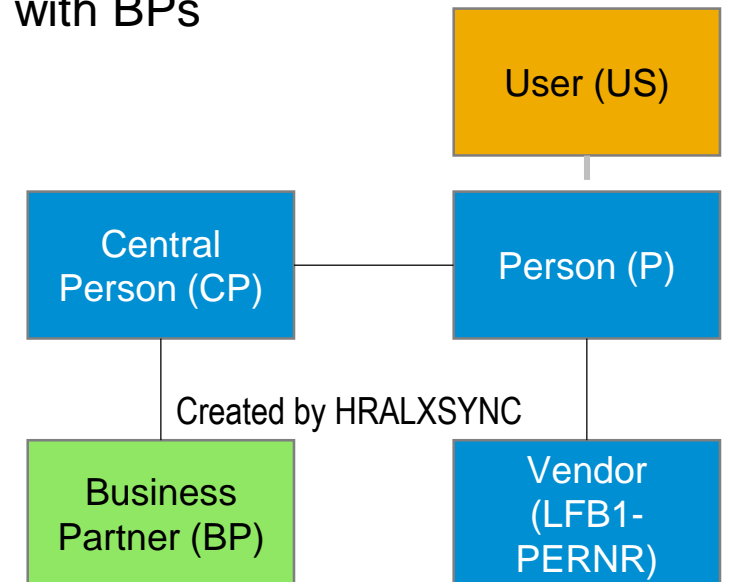 with BPs
User (US)
Central
Person (CP)
Person (P)
Created by HRALXSYNC
Business
Partner (BP)
Vendor
(LFB1-
PERNR)